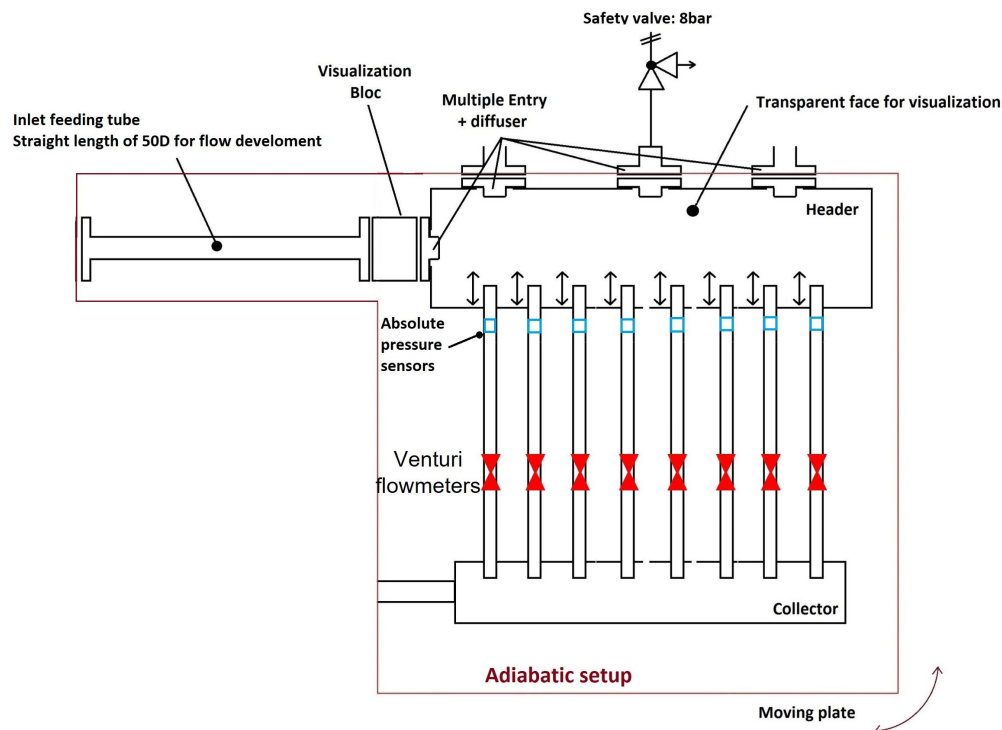 Safety valve: 8bar
Visualization
Bloc
Multiple Entry
+ diffuser
Transparent face for visualization
Inlet feeding tube
Straight length of 50D for flow develoment
Header
Absolute
pressure
sensors
Venturi
flowmeters
Collector
Adiabatic setup
Moving plate